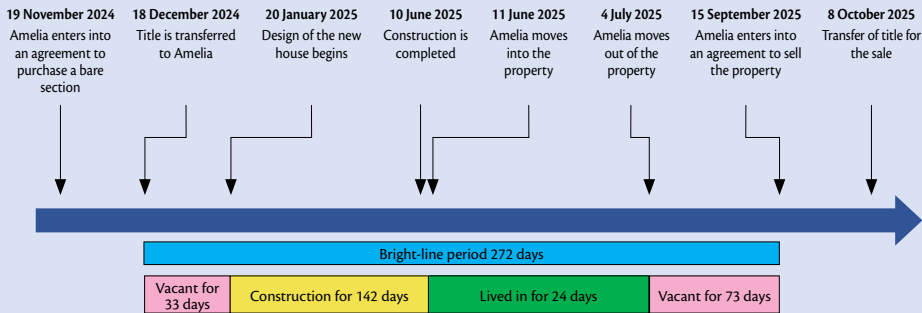 19 November 2024
Amelia enters into
an agreement to
purchase a bare
section
18 December 2024
Title is transferred
to Amelia
20 January 2025
Design of the new
house begins
10 June 2025
Construction is
completed
11 June 2025
Amelia moves
into the
property
4 July 2025
Amelia moves
out of the
property
15 September 2025
Amelia enters into
an agreement to sell
the property
8 October 2025
Transfer of title for
the sale
Bright-line period 272 days
Vacant for
33 days
Construction for 142 days
Lived in for 24 days
Vacant for 73 days